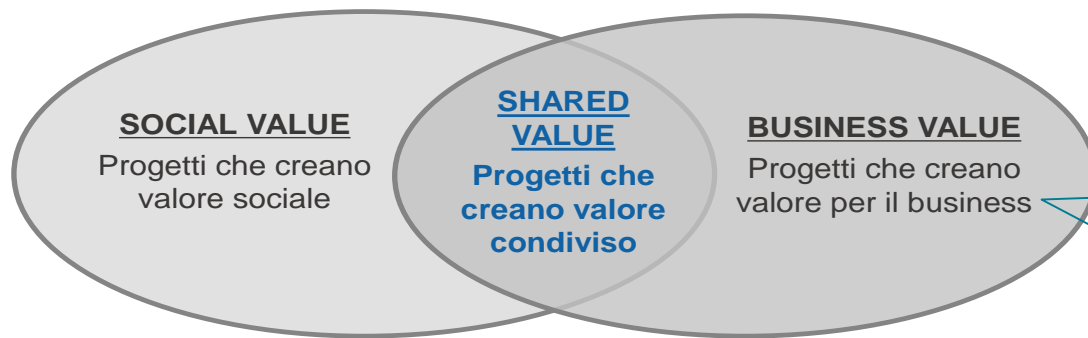 SOCIAL VALUE
Progetti che creano
valore sociale
SHARED
VALUE
Progetti che
creano valore
condiviso
BUSINESS VALUE
Progetti che creano
valore per il business